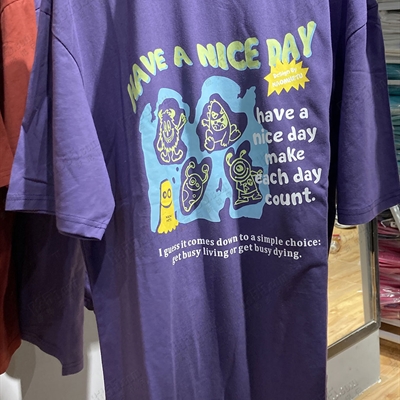 HAVE A NICE DAY
have a
nice day
make
each day
count.
I guess it comes down to a simple choice:
get busy living or get busy dying.